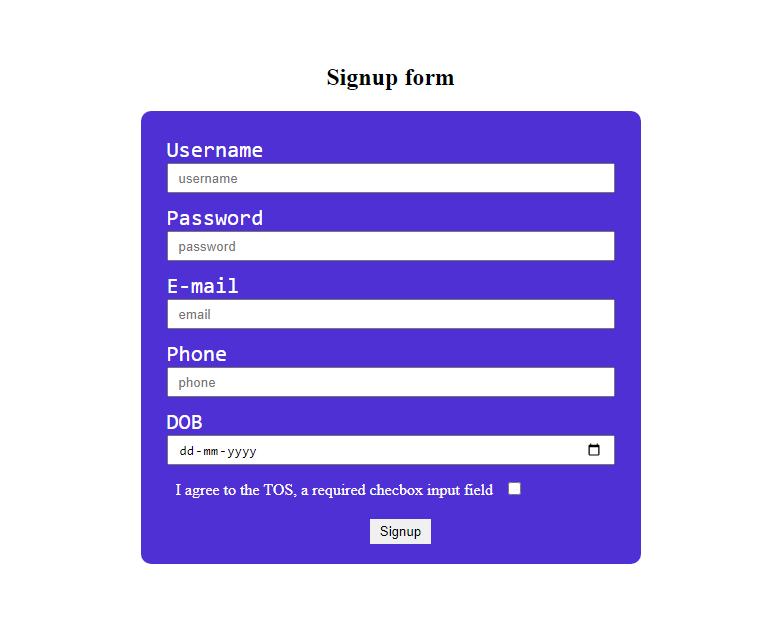 Signup form
Username
username
Password
password
E-mail
email
Phone
phone
DOB
dd-mm-yyyy
I agree to the TOS, a required checbox input field
Signup